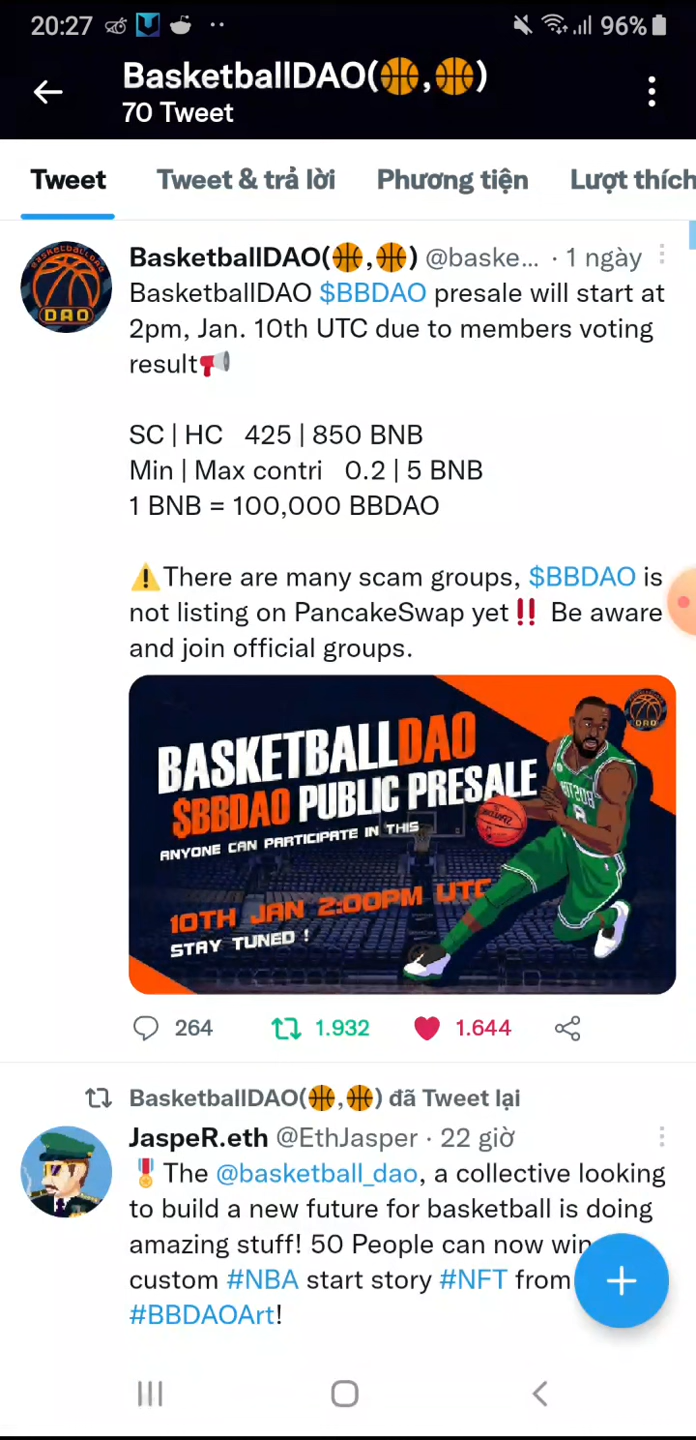 20:27
96%
BasketballDAO(🏀,🏀)
70 Tweet
Tweet Tweet & trả lời Phương tiện Lượt thích
BasketballDAO(🏀,🏀) @baske... · 1 ngày
BasketballDAO $BBDAO presale will start at
2pm, Jan. 10th UTC due to members voting
result📢
SC | HC 425 | 850 BNB
Min | Max contri 0.2 | 5 BNB
1 BNB = 100,000 BBDAO
⚠️There are many scam groups, $BBDAO is
not listing on PancakeSwap yet‼️ Be aware
and join official groups.
BASKETBALLDAO
$BBDAO PUBLIC PRESALE
ANYONE CAN PARTICIPATE IN THIS
10TH JAN 2:00PM UTC
STAY TUNED !
264 1.932 1.644
BasketballDAO(🏀,🏀) đã Tweet lại
JaspeR.eth @EthJasper · 22 giờ
🎖️The @basketball_dao, a collective looking
to build a new future for basketball is doing
amazing stuff! 50 People can now win
custom #NBA start story #NFT from
#BBDAOArt!